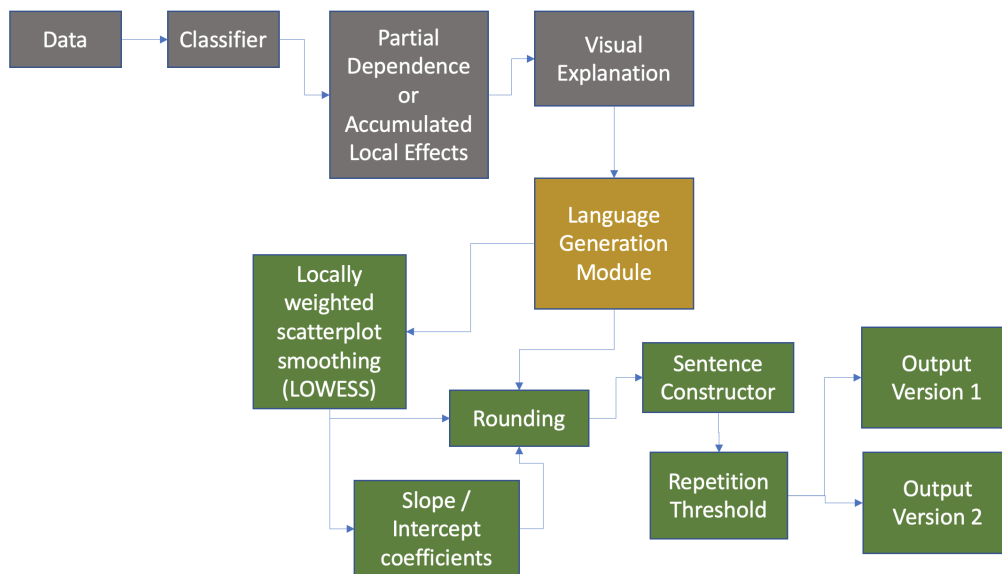 Data
Classifier
Partial
Dependence
or
Accumulated
Local Effects
Visual
Explanation
Language
Generation
Module
Locally
weighted
scatterplot
smoothing
(LOWESS)
Rounding
Slope /
Intercept
coefficients
Sentence
Constructor
Repetition
Threshold
Output
Version 1
Output
Version 2